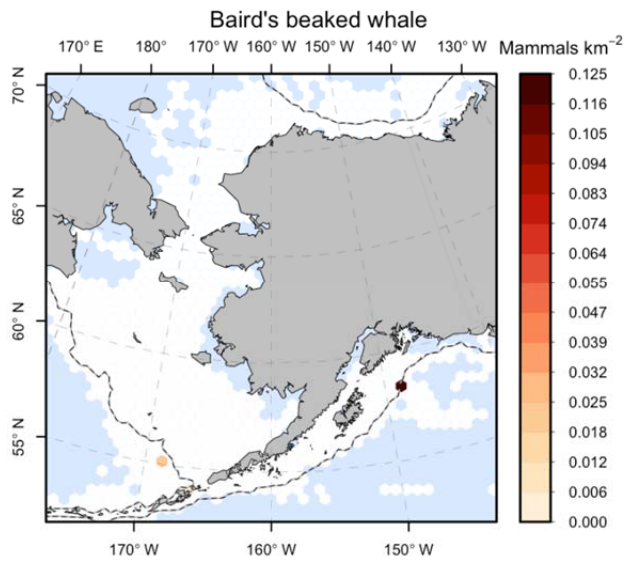 Baird's beaked whale
170° E 180° 170° W 160° W 150° W 140° W 130° W
Mammals km⁻²
70° N
65° N
60° N
55° N
170° W 160° W 150° W
0.125
0.116
0.105
0.094
0.083
0.074
0.064
0.055
0.047
0.039
0.032
0.025
0.018
0.012
0.006
0.000